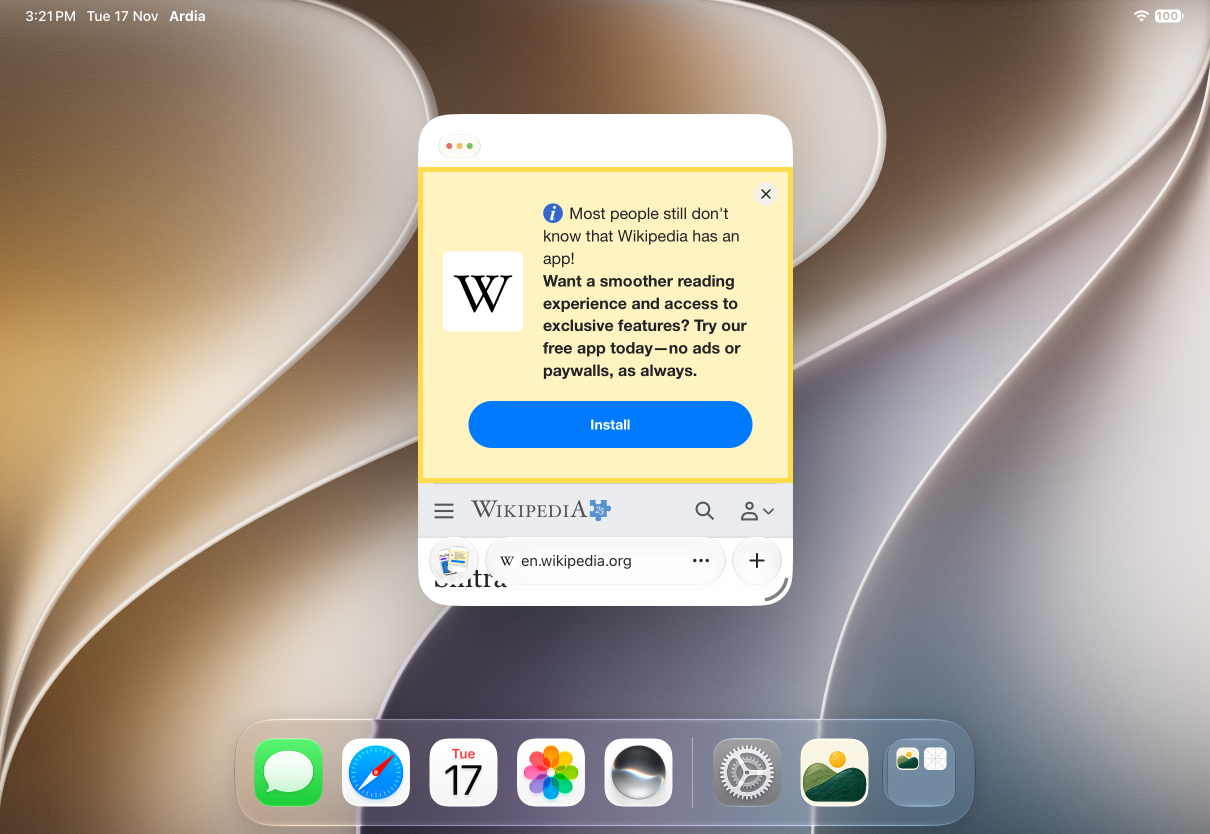 3:21 PM Tue 17 Nov Ardia
100
i Most people still don't
know that Wikipedia has an
app!
Want a smoother reading
experience and access to
exclusive features? Try our
free app today—no ads or
paywalls, as always.
W
Install
WIKIPEDIA 25
W en.wikipedia.org
Sintra
Tue
17